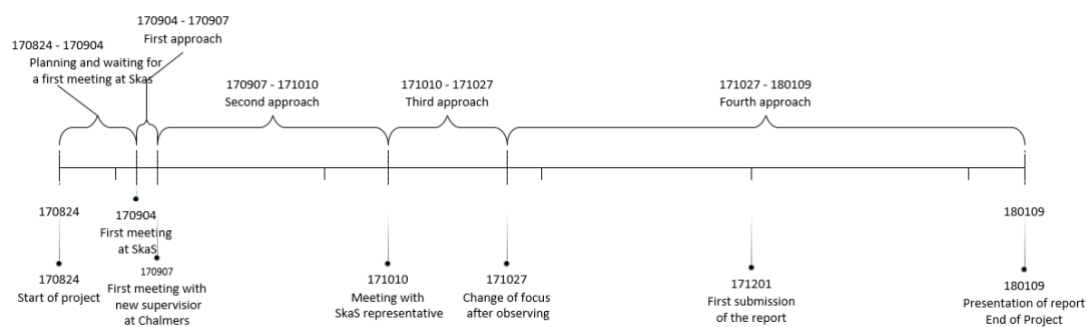 170904 - 170907
First approach
170824 - 170904
Planning and waiting for
a first meeting at Skas
170907 - 171010
Second approach
171010 - 171027
Third approach
171027 - 180109
Fourth approach
170824
180109
170904
First meeting
at SkaS
170824
Start of project
170907
First meeting with
new supervisior
at Chalmers
171010
Meeting with
SkaS representative
171027
Change of focus
after observing
171201
First submission
of the report
180109
Presentation of report
End of Project